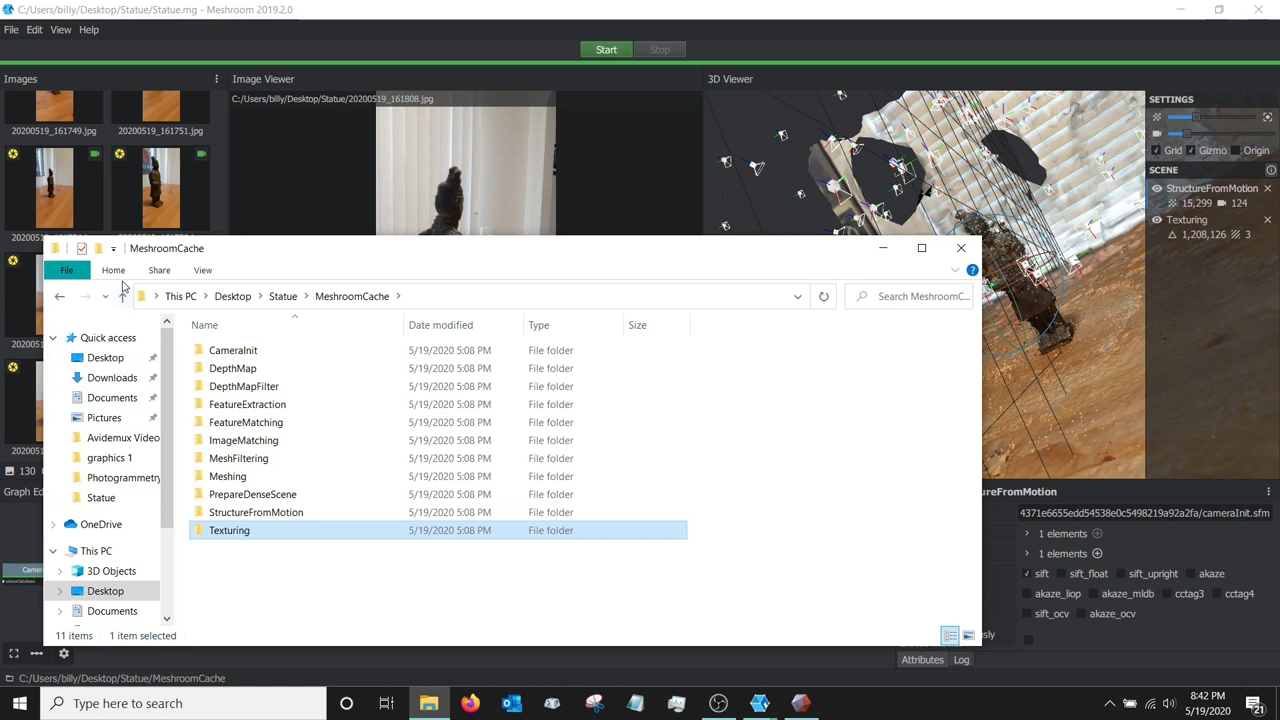 C:/Users/billy/Desktop/Statue/Statue.mg - Meshroom 2019.2.0
File Edit View Help
Start Stop
Images
Image Viewer
3D Viewer
C:/Users/billy/Desktop/Statue/20200519_161808.jpg
20200519_161749.jpg 20200519_161751.jpg
SETTINGS
Grid Gizmo Origin
SCENE
StructureFromMotion
15,299 124
Texturing
1,208,126 3
MeshroomCache
File Home Share View
This PC > Desktop > Statue > MeshroomCache >
Search MeshroomC...
Name Date modified Type Size
CameraInit 5/19/2020 5:08 PM File folder
DepthMap 5/19/2020 5:08 PM File folder
DepthMapFilter 5/19/2020 5:08 PM File folder
FeatureExtraction 5/19/2020 5:08 PM File folder
FeatureMatching 5/19/2020 5:08 PM File folder
ImageMatching 5/19/2020 5:08 PM File folder
MeshFiltering 5/19/2020 5:08 PM File folder
Meshing 5/19/2020 5:08 PM File folder
PrepareDenseScene 5/19/2020 5:08 PM File folder
StructureFromMotion 5/19/2020 5:08 PM File folder
Texturing 5/19/2020 5:08 PM File folder
Quick access
Desktop
Downloads
Documents
Pictures
Avidemux Video
graphics 1
Photogrammetry
Statue
OneDrive
This PC
3D Objects
Desktop
Documents
11 items 1 item selected
202005
202005
130
Graph Ed
Camer
ureFromMotion
4371e6655edd54538e0c5498219a92a2fa/cameraInit.sfm
1 elements
1 elements
sift sift_float sift_upright akaze
akaze_liop akaze_mldb cctag3 cctag4
sift_ocv akaze_ocv
usly
Attributes Log
C:/Users/billy/Desktop/Statue/MeshroomCache
Type here to search
8:42 PM
5/19/2020
21